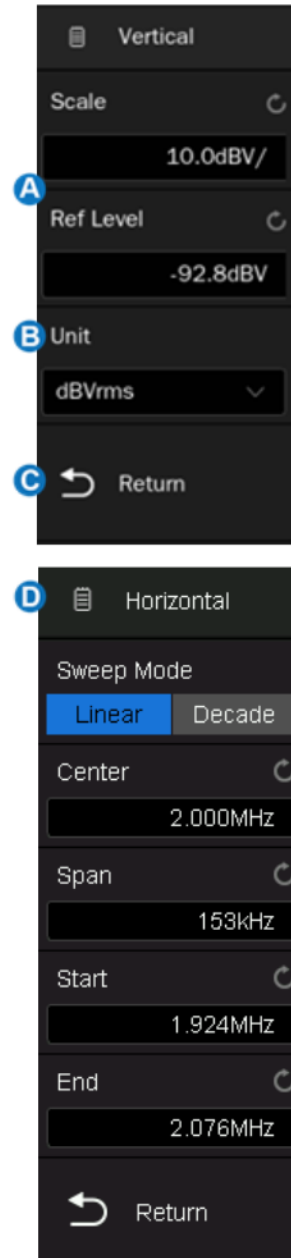 Vertical
Scale
10.0dBV/
A
Ref Level
-92.8dBV
B Unit
dBVrms
C Return
D Horizontal
Sweep Mode
Linear Decade
Center
2.000MHz
Span
153kHz
Start
1.924MHz
End
2.076MHz
Return